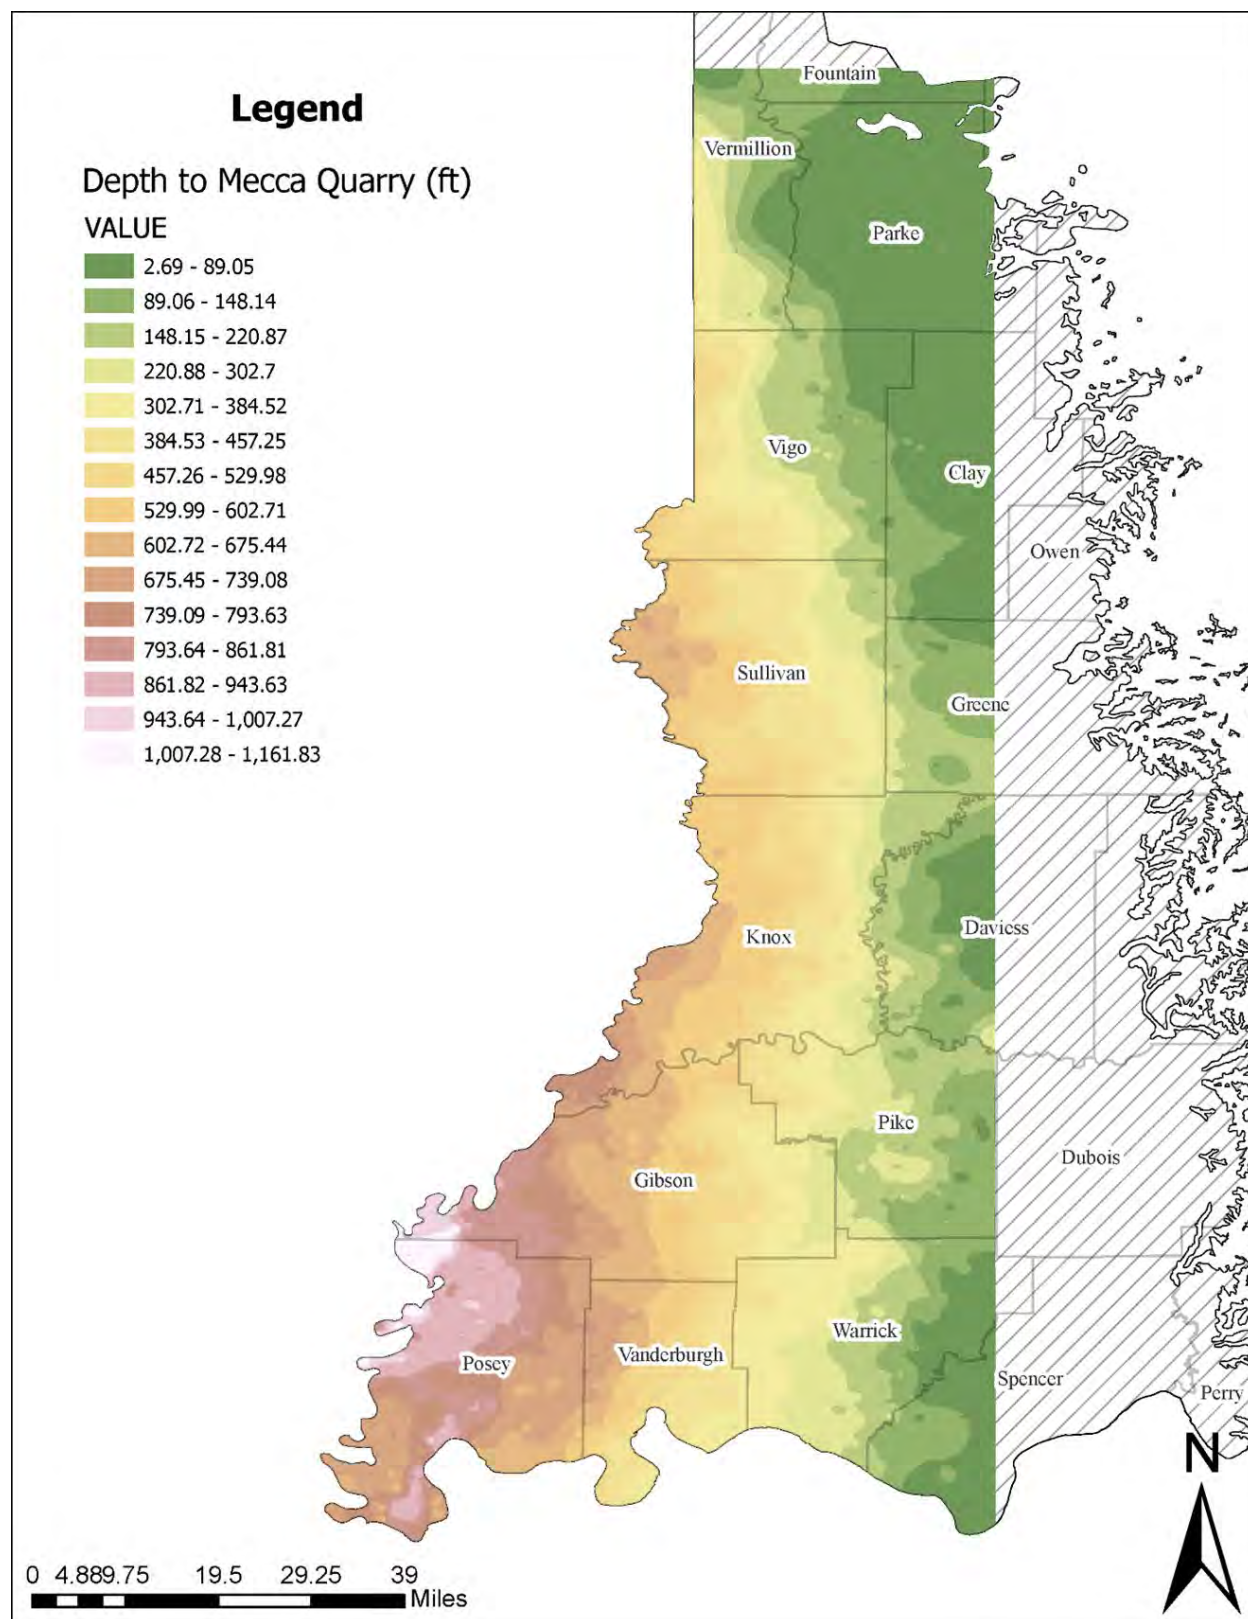 Legend
Depth to Mecca Quarry (ft)
VALUE
2.69 - 89.05
89.06 - 148.14
148.15 - 220.87
220.88 - 302.7
302.71 - 384.52
384.53 - 457.25
457.26 - 529.98
529.99 - 602.71
602.72 - 675.44
675.45 - 739.08
739.09 - 793.63
793.64 - 861.81
861.82 - 943.63
943.64 - 1,007.27
1,007.28 - 1,161.83
Fountain
Vermillion
Parke
Vigo
Clay
Owen
Sullivan
Greene
Knox
Daviess
Pike
Dubois
Gibson
Warrick
Vanderburgh
Posey
Spencer
Perry
N
0 4.889.75 19.5 29.25 39
Miles